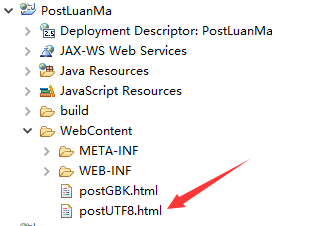 PostLuanMa
Deployment Descriptor: PostLuanMa
JAX-WS Web Services
Java Resources
JavaScript Resources
build
WebContent
META-INF
WEB-INF
postGBK.html
postUTF8.html